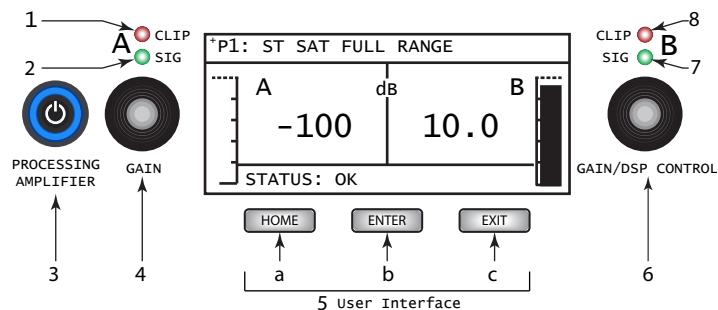 1
CLIP
A
2
SIG
+P1: ST SAT FULL RANGE
A
dB
B
-100
10.0
STATUS: OK
CLIP
8
B
SIG
7
PROCESSING
AMPLIFIER
GAIN
GAIN/DSP CONTROL
HOME
ENTER
EXIT
3
4
a
b
c
6
5 User Interface